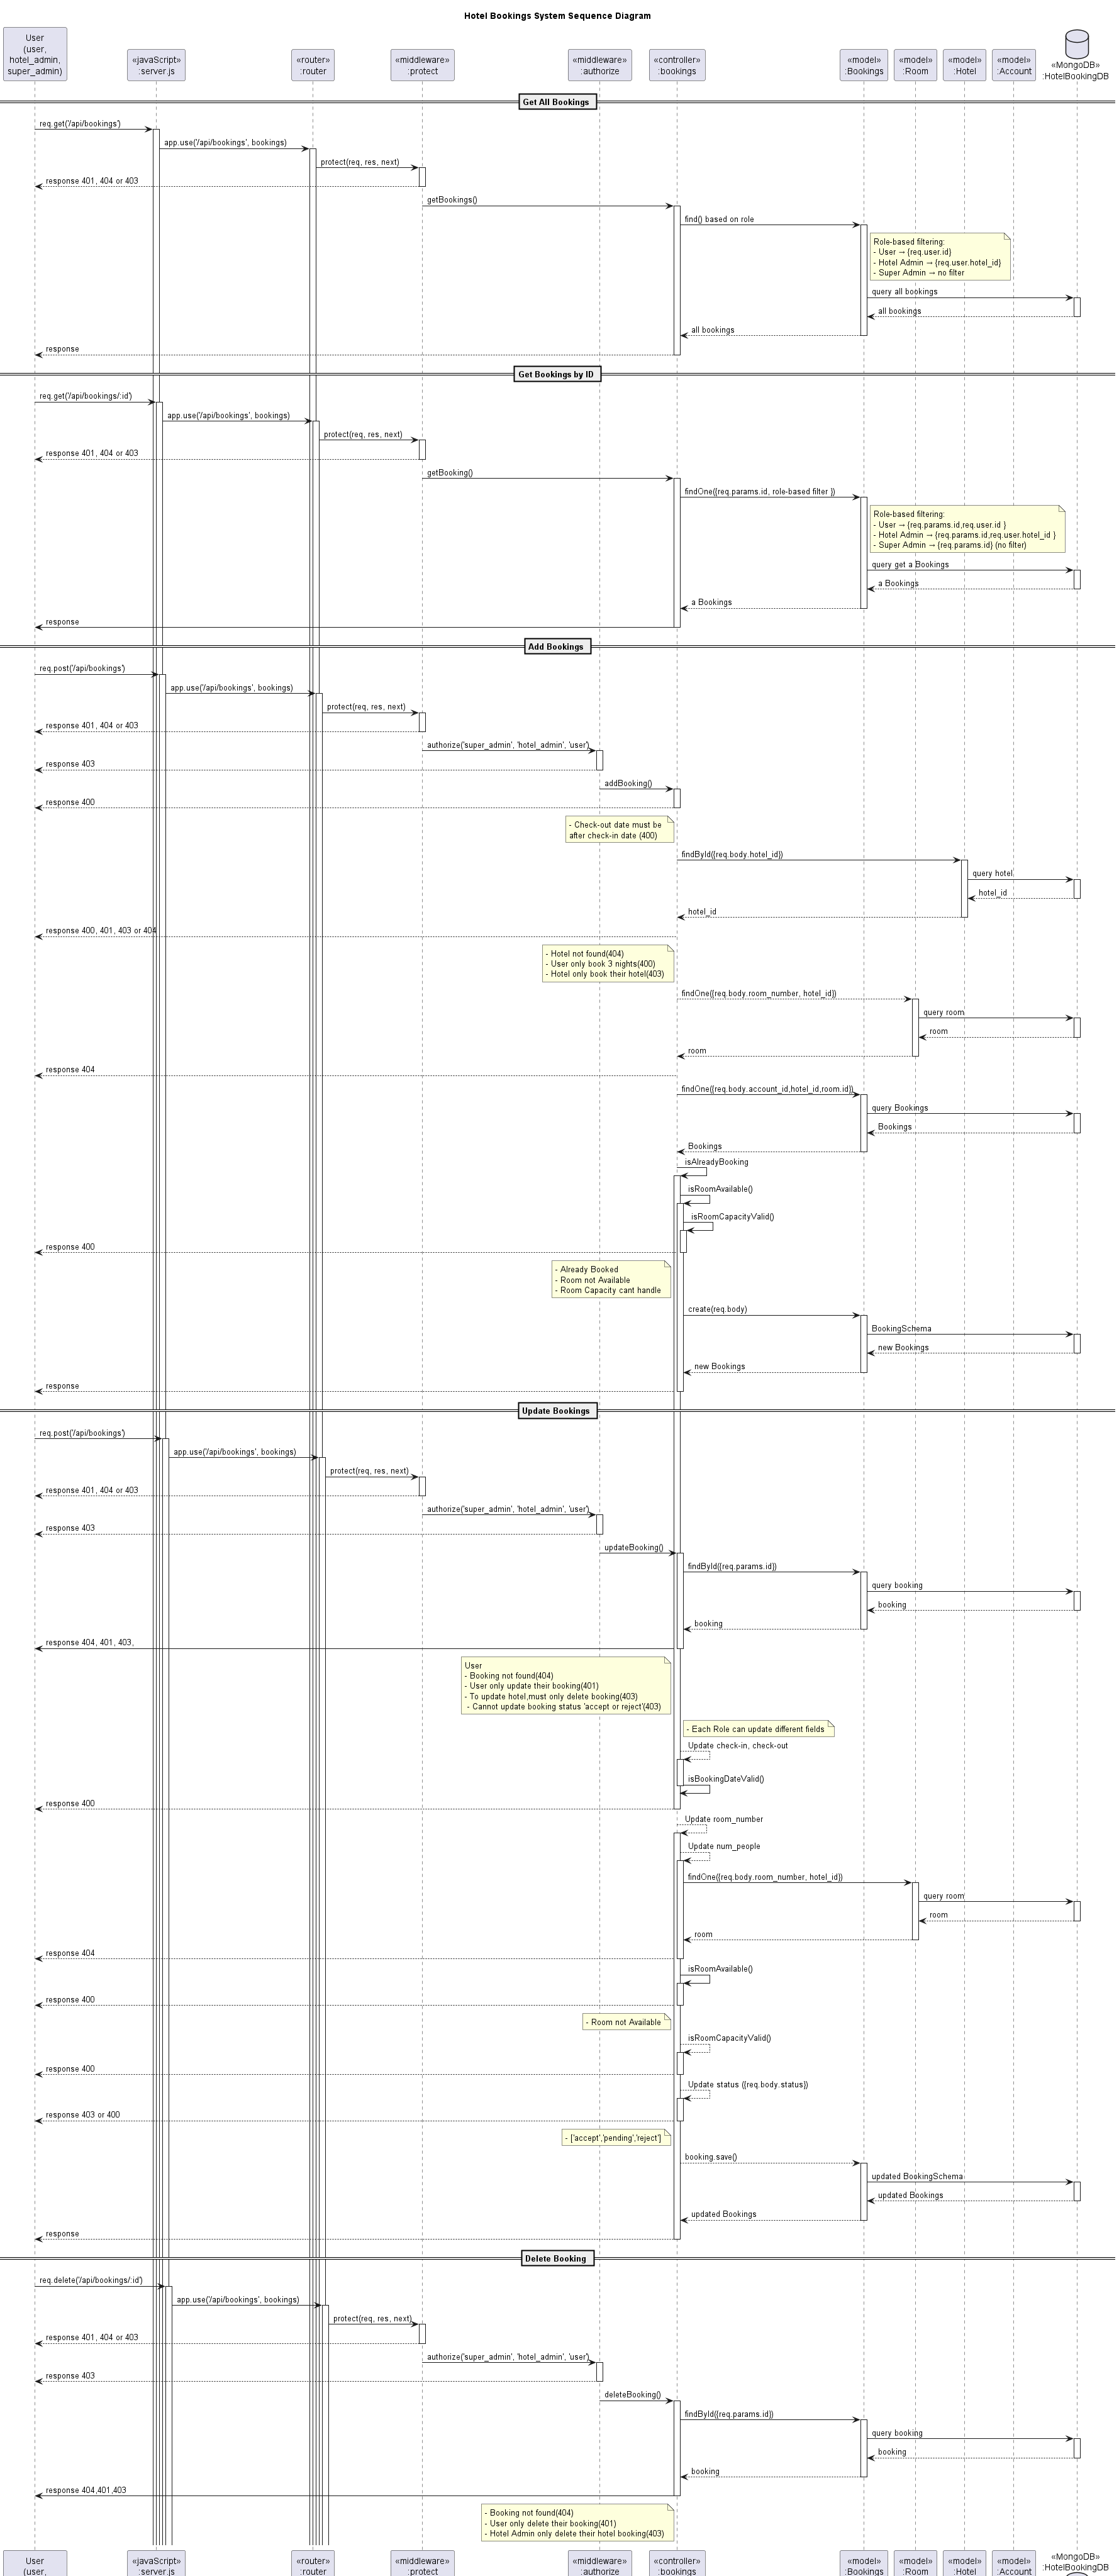 Hotel Bookings System Sequence Diagram
User
(user,
hotel_admin,
super_admin)
«javaScript»
:server.js
«router»
:router
«middleware»
:protect
«middleware»
:authorize
«controller»
:bookings
«model»
:Bookings
«model»
:Room
«model»
:Hotel
«model»
:Account
«MongoDB»
:HotelBookingDB
Get All Bookings
req.get('/api/bookings')
app.use('/api/bookings', bookings)
protect(req, res, next)
response 401, 404 or 403
getBookings()
find() based on role
Role-based filtering:
- User → {req.user.id}
- Hotel Admin → {req.user.hotel_id}
- Super Admin → no filter
query all bookings
all bookings
all bookings
response
Get Bookings by ID
req.get('/api/bookings/:id')
app.use('/api/bookings', bookings)
protect(req, res, next)
response 401, 404 or 403
getBooking()
findOne({req.params.id, role-based filter })
Role-based filtering:
- User → {req.params.id,req.user.id }
- Hotel Admin → {req.params.id,req.user.hotel_id }
- Super Admin → {req.params.id} (no filter)
query get a Bookings
a Bookings
a Bookings
response
Add Bookings
req.post('/api/bookings')
app.use('/api/bookings', bookings)
protect(req, res, next)
response 401, 404 or 403
authorize('super_admin', 'hotel_admin', 'user')
response 403
addBooking()
response 400
- Check-out date must be
after check-in date (400)
findById({req.body.hotel_id})
query hotel
hotel_id
hotel_id
response 400, 401, 403 or 404
- Hotel not found(404)
- User only book 3 nights(400)
- Hotel only book their hotel(403)
findOne({req.body.room_number, hotel_id})
query room
room
room
response 404
findOne({req.body.account_id,hotel_id,room.id})
query Bookings
Bookings
Bookings
isAlreadyBooking
isRoomAvailable()
isRoomCapacityValid()
response 400
- Already Booked
- Room not Available
- Room Capacity cant handle
create(req.body)
BookingSchema
new Bookings
new Bookings
response
Update Bookings
req.post('/api/bookings')
app.use('/api/bookings', bookings)
protect(req, res, next)
response 401, 404 or 403
authorize('super_admin', 'hotel_admin', 'user')
response 403
updateBooking()
findById({req.params.id})
query booking
booking
booking
response 404, 401, 403,
User
- Booking not found(404)
- User only update their booking(401)
- To update hotel,must only delete booking(403)
- Cannot update booking status 'accept or reject'(403)
- Each Role can update different fields
Update check-in, check-out
isBookingDateValid()
response 400
Update room_number
Update num_people
findOne({req.body.room_number, hotel_id})
query room
room
room
response 404
isRoomAvailable()
response 400
- Room not Available
isRoomCapacityValid()
response 400
Update status ({req.body.status})
response 403 or 400
- ['accept','pending','reject']
booking.save()
updated BookingSchema
updated Bookings
updated Bookings
response
Delete Booking
req.delete('/api/bookings/:id')
app.use('/api/bookings', bookings)
protect(req, res, next)
response 401, 404 or 403
authorize('super_admin', 'hotel_admin', 'user')
response 403
deleteBooking()
findById({req.params.id})
query booking
booking
booking
response 404,401,403
- Booking not found(404)
- User only delete their booking(401)
- Hotel Admin only delete their hotel booking(403)
User
(user,
«javaScript»
:server.js
«router»
:router
«middleware»
:protect
«middleware»
:authorize
«controller»
:bookings
«model»
:Bookings
«model»
:Room
«model»
:Hotel
«model»
:Account
«MongoDB»
:HotelBookingDB